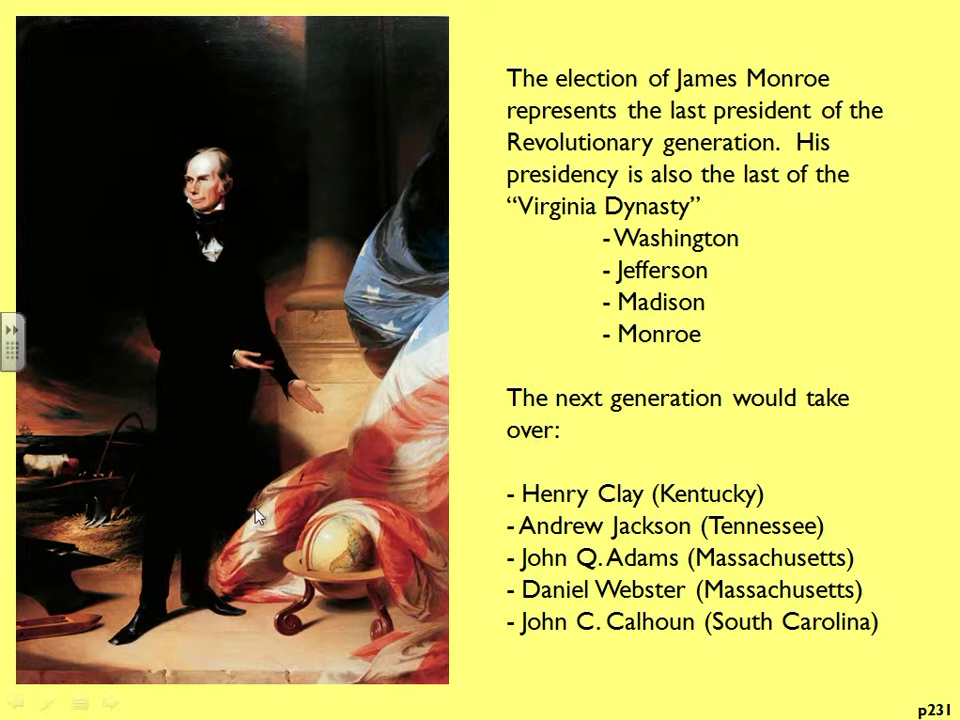 The election of James Monroe
represents the last president of the
Revolutionary generation. His
presidency is also the last of the
“Virginia Dynasty”
- Washington
- Jefferson
- Madison
- Monroe
The next generation would take
over:
- Henry Clay (Kentucky)
- Andrew Jackson (Tennessee)
- John Q. Adams (Massachusetts)
- Daniel Webster (Massachusetts)
- John C. Calhoun (South Carolina)
p231